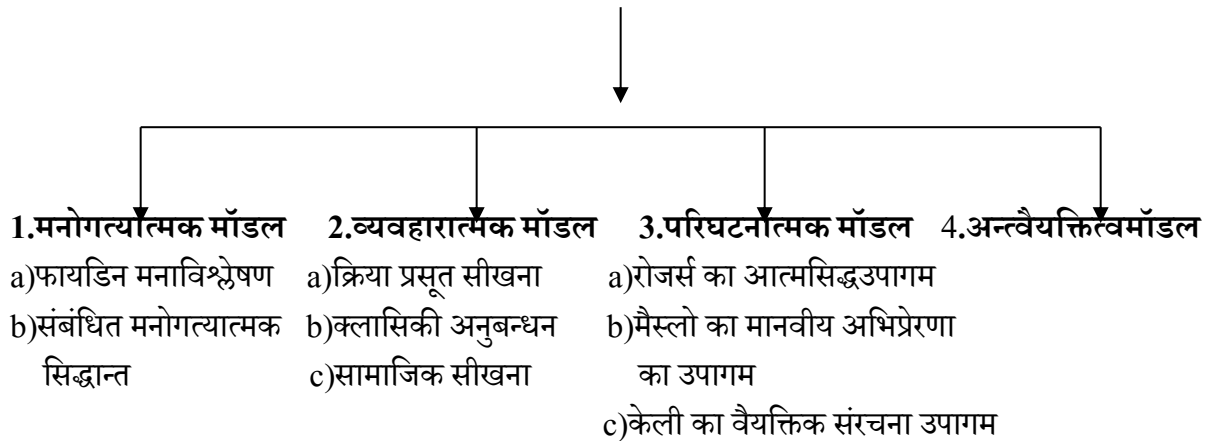 1.मनोगत्यात्मक मॉडल 2.व्यवहारात्मक मॉडल 3.परिघटनात्मक मॉडल 4.अन्त्वैयक्तित्वमॉडल
a)फायडिन मनाविश्लेषण a)क्रिया प्रसूत सीखना a)रोजर्स का आत्मसिद्धउपागम
b)संबंधित मनोगत्यात्मक b)क्लासिकी अनुबन्धन b)मैस्लो का मानवीय अभिप्रेरणा
सिद्धान्त c)सामाजिक सीखना का उपागम
c)केली का वैयक्तिक संरचना उपागम